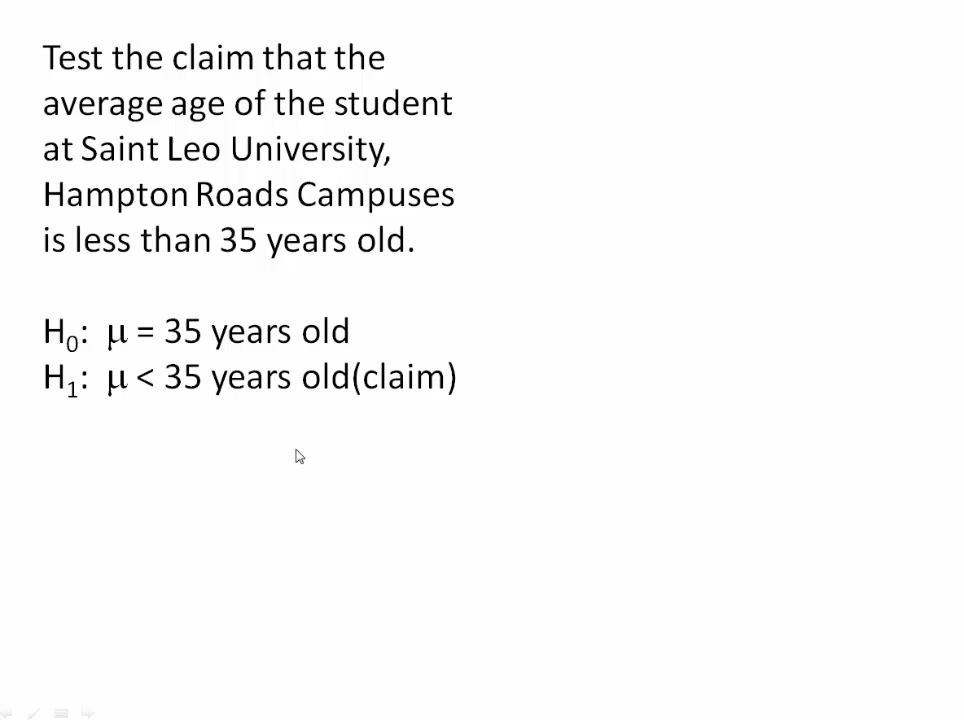 Test the claim that the
average age of the student
at Saint Leo University,
Hampton Roads Campuses
is less than 35 years old.
H₀: μ = 35 years old
H₁: μ < 35 years old(claim)